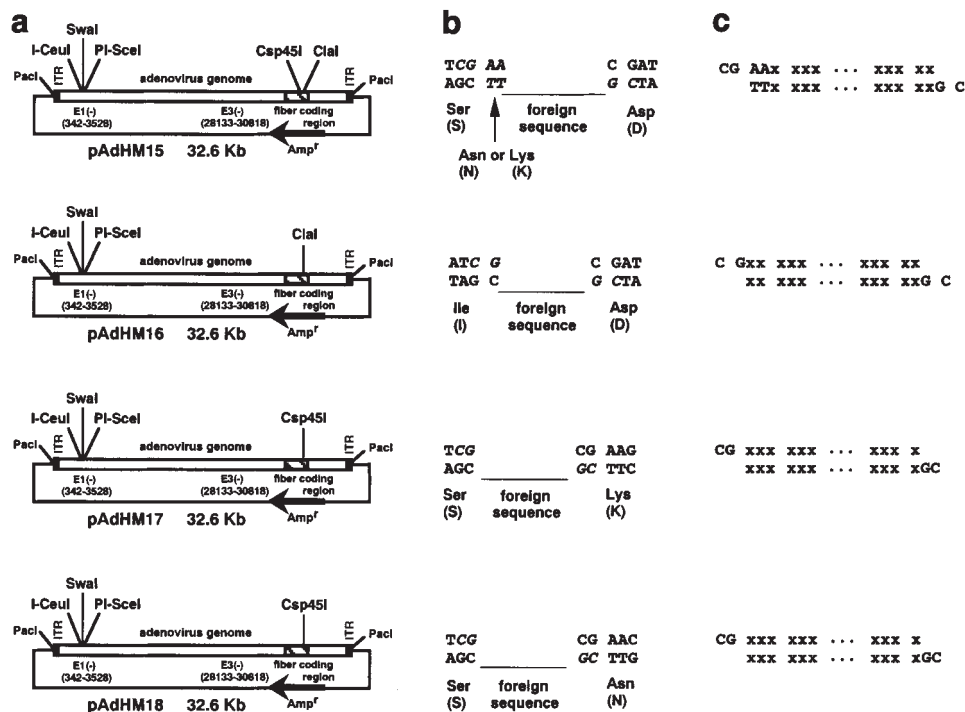 a
SwaI
I-CeuI PI-SceI Csp45I ClaI
PacI ITR adenovirus genome ITR PacI
E1(-) E3(-) fiber coding
(342-3528) (28133-30818) region
pAdHM15 32.6 Kb Ampr
SwaI
I-CeuI PI-SceI ClaI
PacI ITR adenovirus genome ITR PacI
E1(-) E3(-) fiber coding
(342-3528) (28133-30818) region
pAdHM16 32.6 Kb Ampr
SwaI
I-CeuI PI-SceI Csp45I
PacI ITR adenovirus genome ITR PacI
E1(-) E3(-) fiber coding
(342-3528) (28133-30818) region
pAdHM17 32.6 Kb Ampr
SwaI
I-CeuI PI-SceI Csp45I
PacI ITR adenovirus genome ITR PacI
E1(-) E3(-) fiber coding
(342-3528) (28133-30818) region
pAdHM18 32.6 Kb Ampr
b
TCG AA C GAT
AGC TT G CTA
Ser foreign Asp
(S) sequence (D)
Asn or Lys
(N) (K)
ATC G C GAT
TAG C G CTA
Ile foreign Asp
(I) sequence (D)
TCG CG AAG
AGC GC TTC
Ser foreign Lys
(S) sequence (K)
TCG CG AAC
AGC GC TTG
Ser foreign Asn
(S) sequence (N)
c
CG AAx xxx ... xxx xx
TTx xxx ... xxx xxG C
C Gxx xxx ... xxx xx
xx xxx ... xxx xxG C
CG xxx xxx ... xxx x
xxx xxx ... xxx xGC
CG xxx xxx ... xxx x
xxx xxx ... xxx xGC